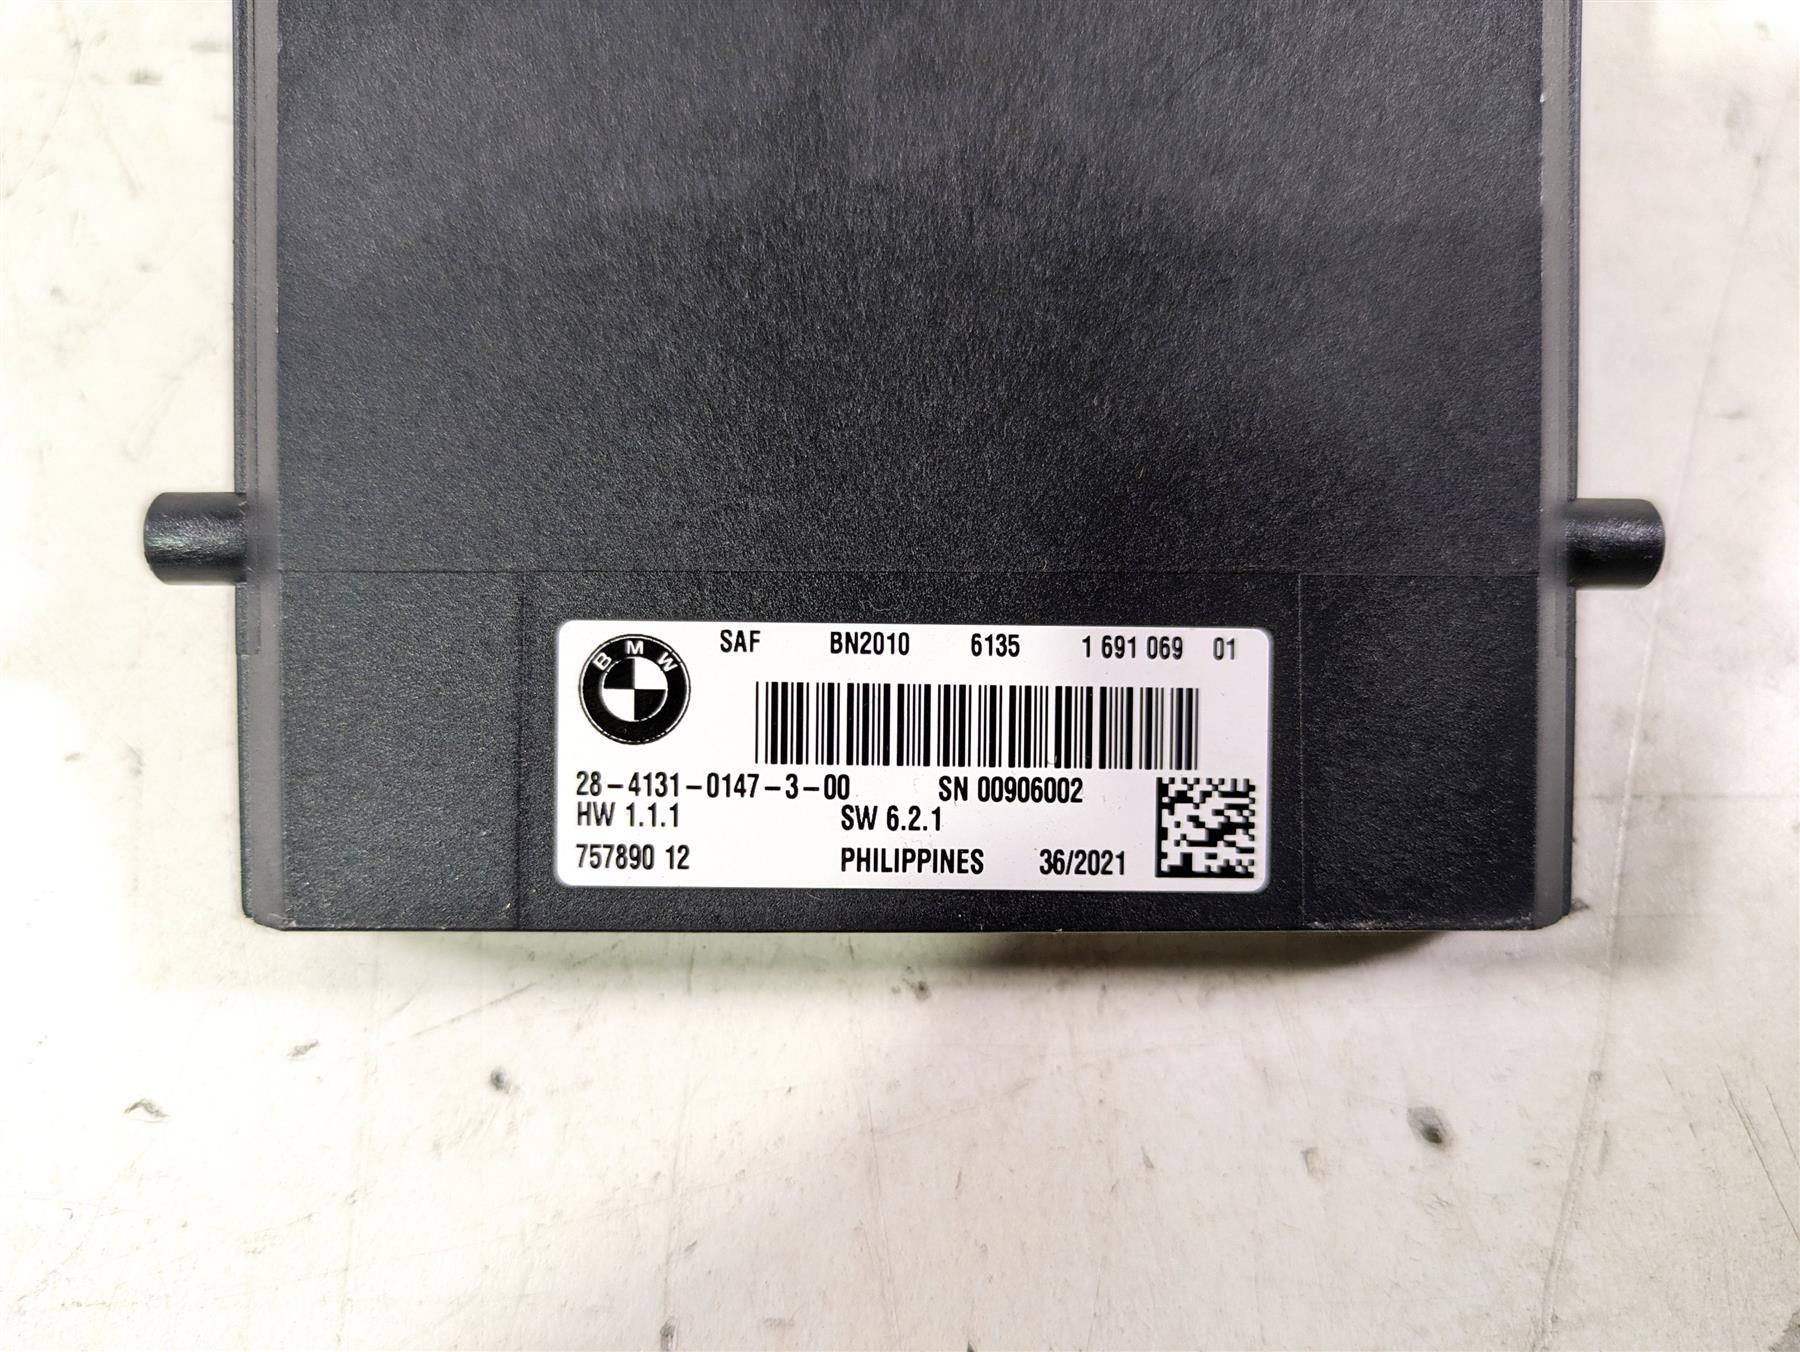 SAF BN2010 6135 1 691 069 01
BMW
28-4131-0147-3-00 SN 00906002
HW 1.1.1 SW 6.2.1
757890 12 PHILIPPINES 36/2021